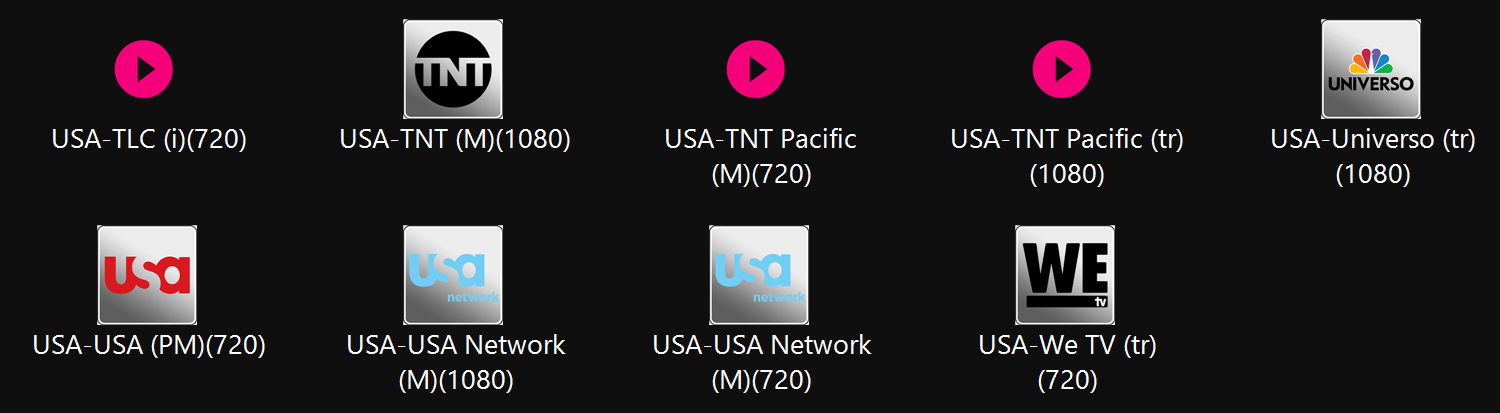 TNT
UNIVERSO
USA-TLC (i)(720)
USA-TNT (M)(1080)
USA-TNT Pacific
(M)(720)
USA-TNT Pacific (tr)
(1080)
USA-Universo (tr)
(1080)
usa
usa
network
usa
network
WE
tv
USA-USA (PM)(720)
USA-USA Network
(M)(1080)
USA-USA Network
(M)(720)
USA-We TV (tr)
(720)